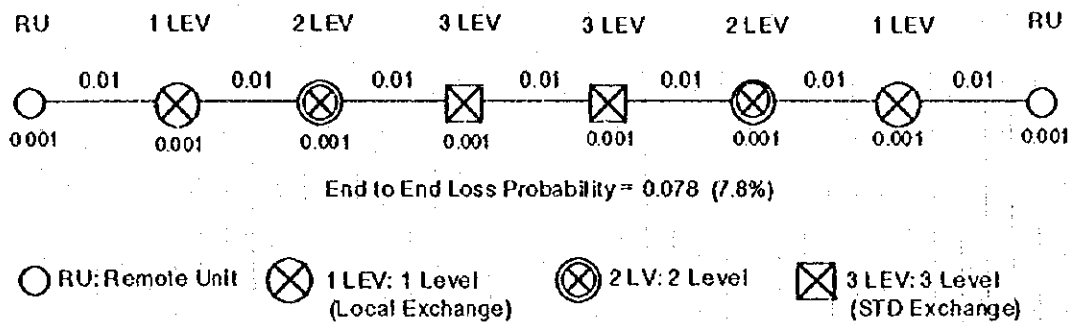 RU 1 LEV 2 LEV 3 LEV 3 LEV 2 LEV 1 LEV RU
0.01 0.01 0.01 0.01 0.01 0.01 0.01
0.001 0.001 0.001 0.001 0.001 0.001 0.001 0.001
End to End Loss Probability = 0.078 (7.8%)
RU: Remote Unit 1 LEV: 1 Level 2 LV: 2 Level 3 LEV: 3 Level
(Local Exchange) (STD Exchange)